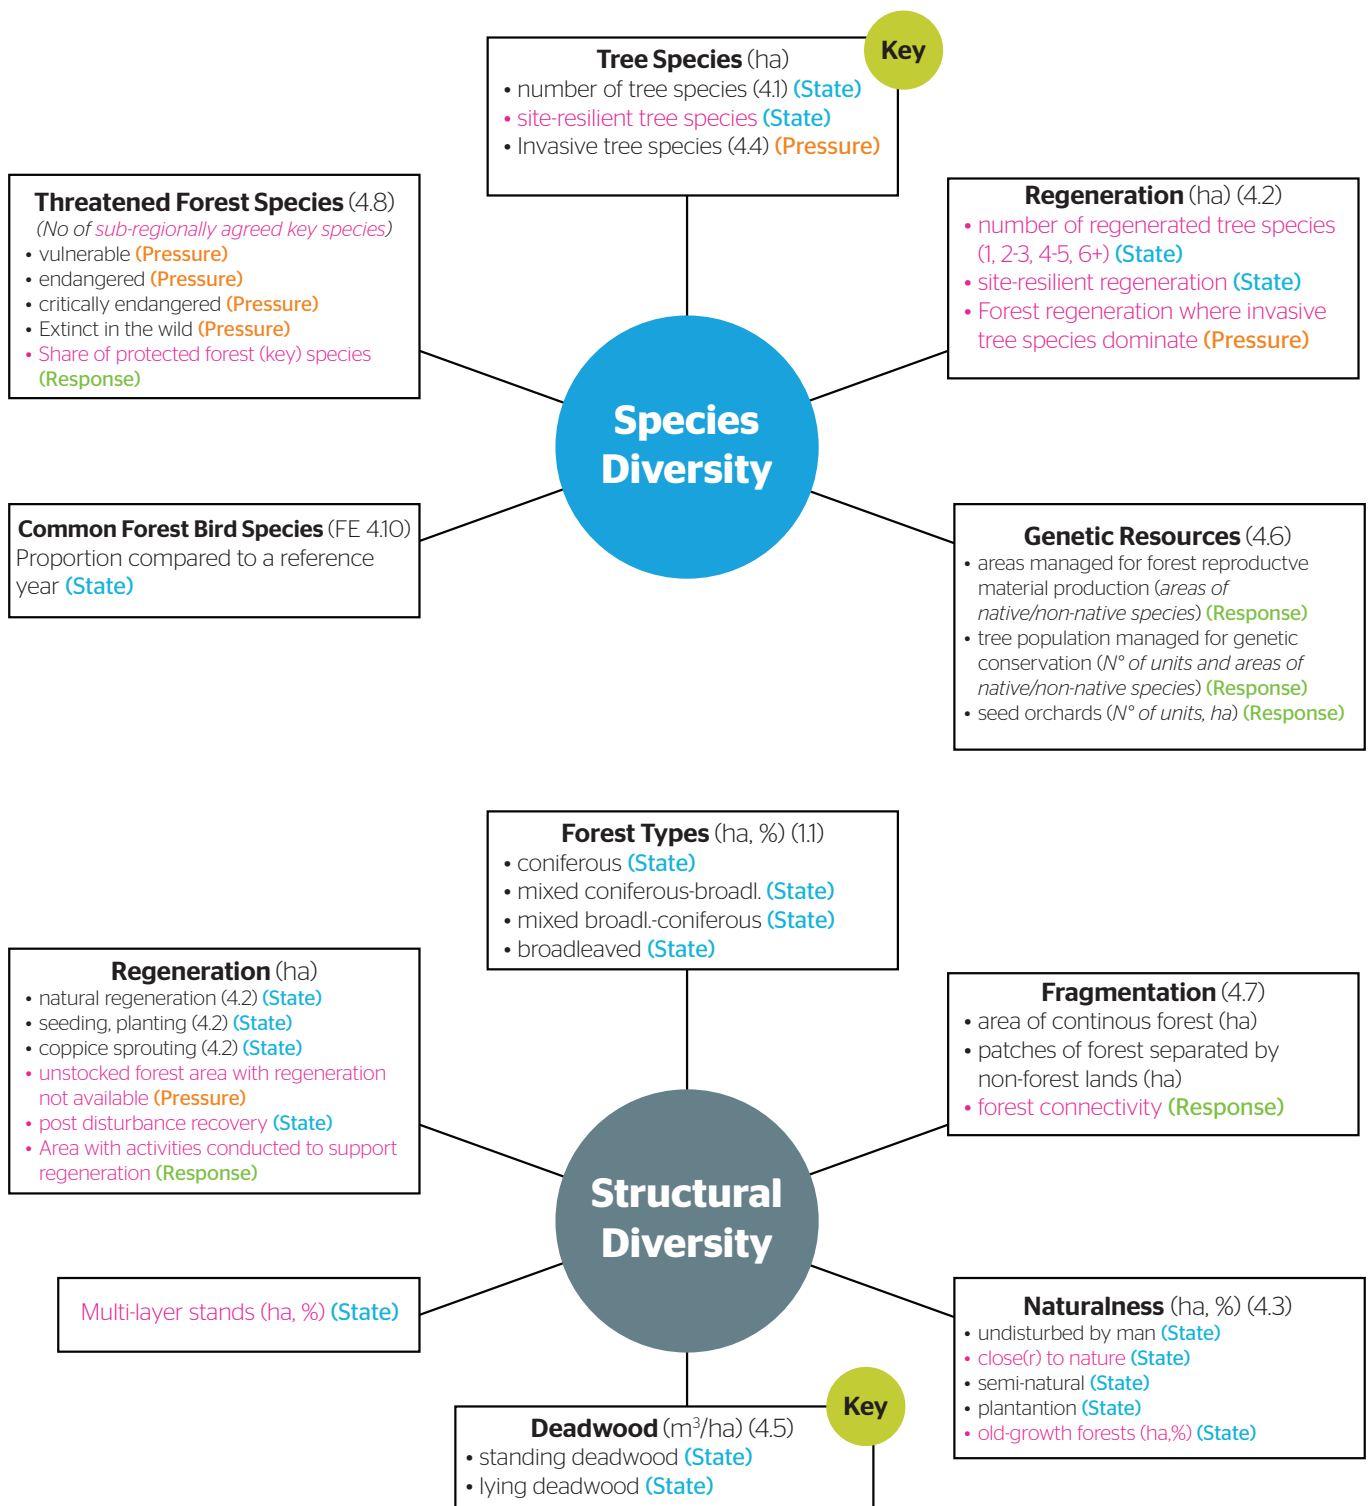 Key
Tree Species (ha)
• number of tree species (4.1) (State)
• site-resilient tree species (State)
• Invasive tree species (4.4) (Pressure)
Threatened Forest Species (4.8)
(No of sub-regionally agreed key species)
• vulnerable (Pressure)
• endangered (Pressure)
• critically endangered (Pressure)
• Extinct in the wild (Pressure)
• Share of protected forest (key) species
(Response)
Regeneration (ha) (4.2)
• number of regenerated tree species
(1, 2-3, 4-5, 6+) (State)
• site-resilient regeneration (State)
• Forest regeneration where invasive
tree species dominate (Pressure)
Species
Diversity
Common Forest Bird Species (FE 4.10)
Proportion compared to a reference
year (State)
Genetic Resources (4.6)
• areas managed for forest reproductve
material production (areas of
native/non-native species) (Response)
• tree population managed for genetic
conservation (N° of units and areas of
native/non-native species) (Response)
• seed orchards (N° of units, ha) (Response)
Forest Types (ha, %) (1.1)
• coniferous (State)
• mixed coniferous-broadl. (State)
• mixed broadl.-coniferous (State)
• broadleaved (State)
Regeneration (ha)
• natural regeneration (4.2) (State)
• seeding, planting (4.2) (State)
• coppice sprouting (4.2) (State)
• unstocked forest area with regeneration
not available (Pressure)
• post disturbance recovery (State)
• Area with activities conducted to support
regeneration (Response)
Fragmentation (4.7)
• area of continous forest (ha)
• patches of forest separated by
non-forest lands (ha)
• forest connectivity (Response)
Structural
Diversity
Multi-layer stands (ha, %) (State)
Naturalness (ha, %) (4.3)
• undisturbed by man (State)
• close(r) to nature (State)
• semi-natural (State)
• plantantion (State)
• old-growth forests (ha,%) (State)
Key
Deadwood (m³/ha) (4.5)
• standing deadwood (State)
• lying deadwood (State)